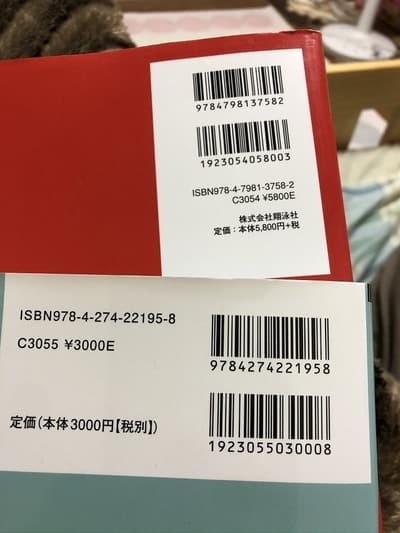 9784798137582
1923054058003
ISBN978-4-7981-3758-2
C3054 ¥5800E
株式会社翔泳社
定価：本体5,800円+税
ISBN978-4-274-22195-8
C3055 ¥3000E
9784274221958
定価（本体3000円【税別】）
1923055030008